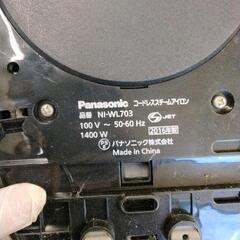 Panasonic コードレススチームアイロン
品番 NI-WL703
100 V ～ 50-60 Hz
1400 W
S JET
2016年製
PS E パナソニック株式会社
Made in China